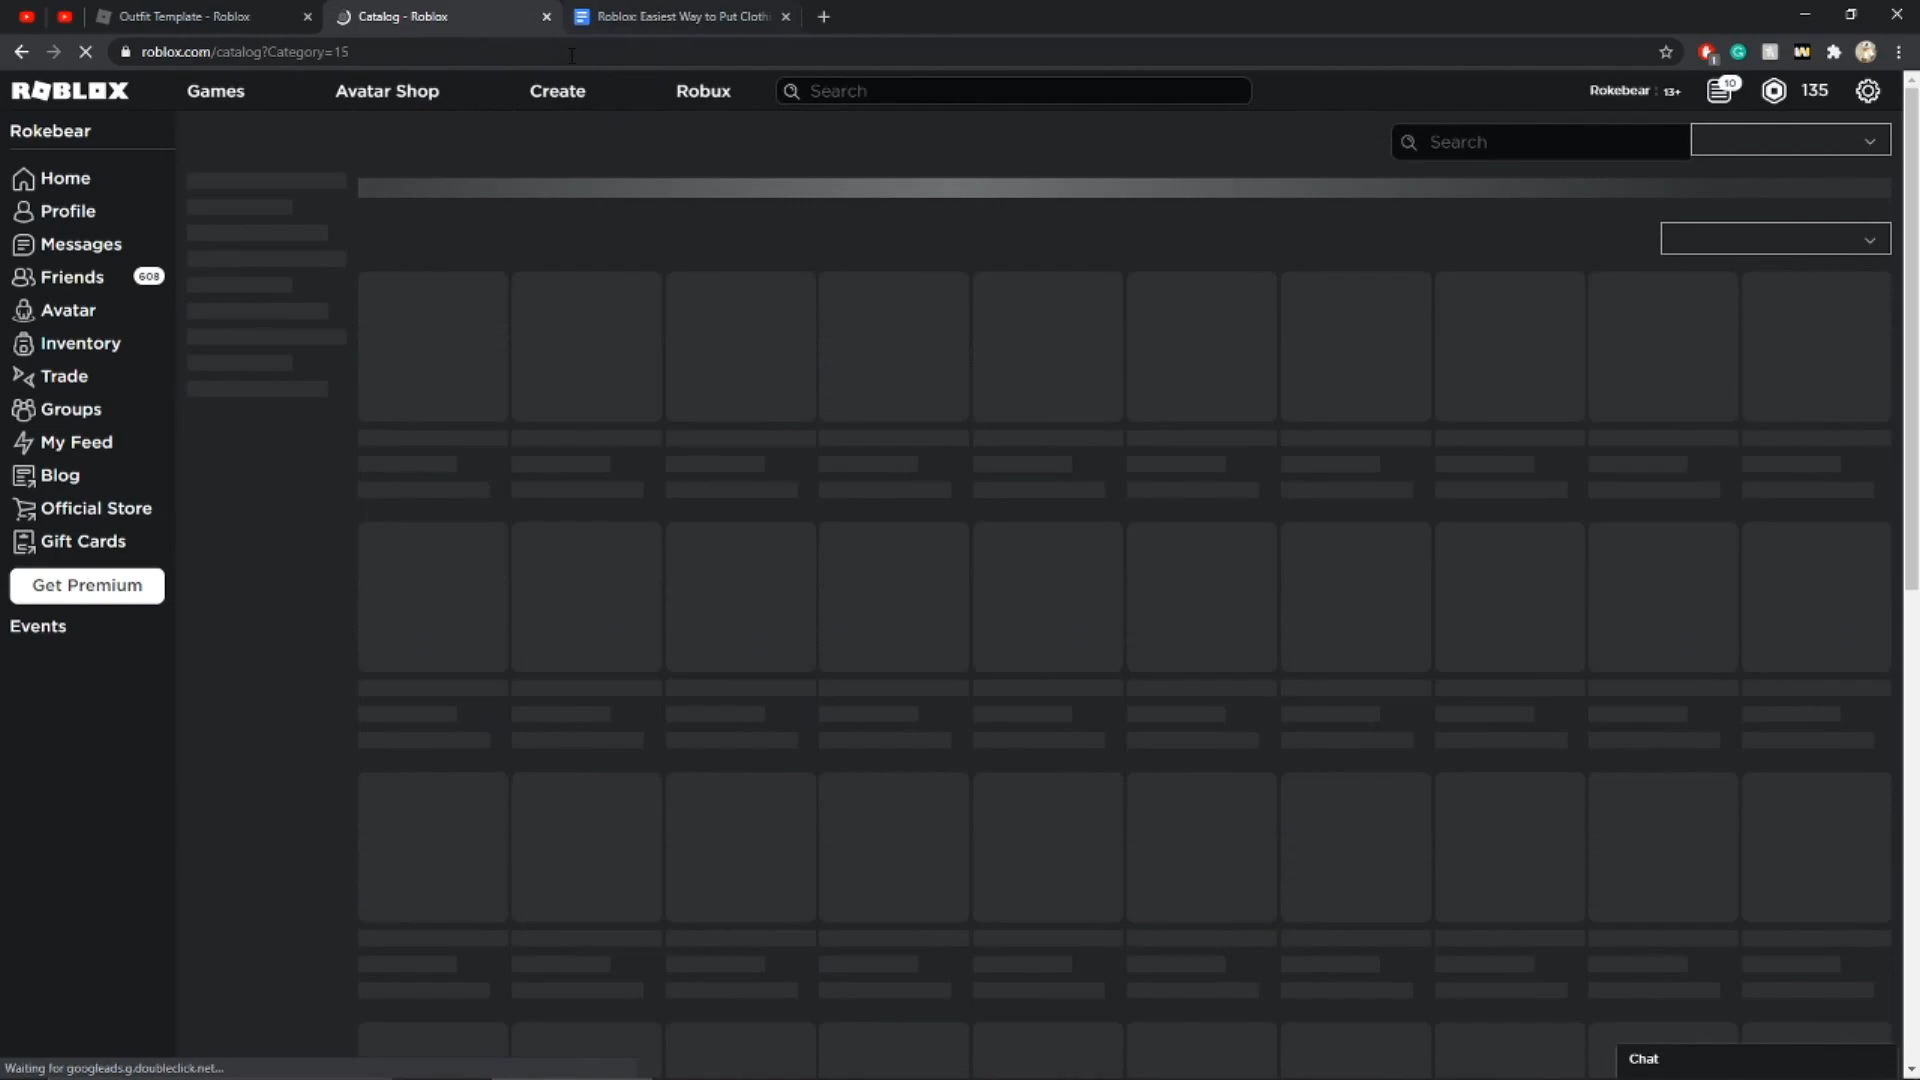 Outfit Template - Roblox
Catalog - Roblox
Roblox: Easiest Way to Put Clothi
roblox.com/catalog?Category=15
1
ROBLOX
Games
Avatar Shop
Create
Robux
Search
Rokebear : 13+
10
135
Rokebear
Search
Home
Profile
Messages
Friends
608
Avatar
Inventory
Trade
Groups
My Feed
Blog
Official Store
Gift Cards
Get Premium
Events
Chat
Waiting for googleads.g.doubleclick.net...